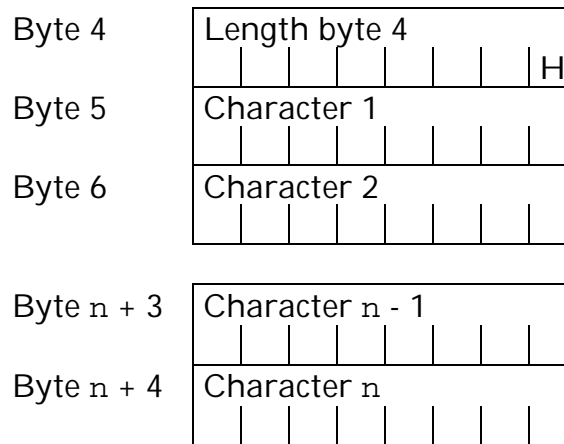 Byte 4 Length byte 4
H
Byte 5 Character 1
Byte 6 Character 2
Byte n + 3 Character n - 1
Byte n + 4 Character n